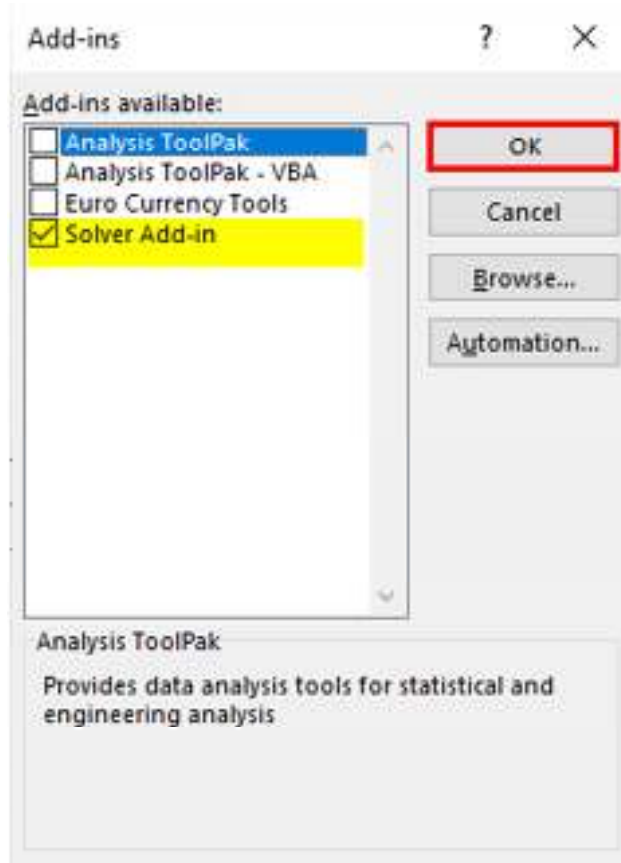 Add-ins
?
Add-ins available:
Analysis ToolPak
Analysis ToolPak - VBA
Euro Currency Tools
Solver Add-in
OK
Cancel
Browse...
Automation...
Analysis ToolPak
Provides data analysis tools for statistical and
engineering analysis